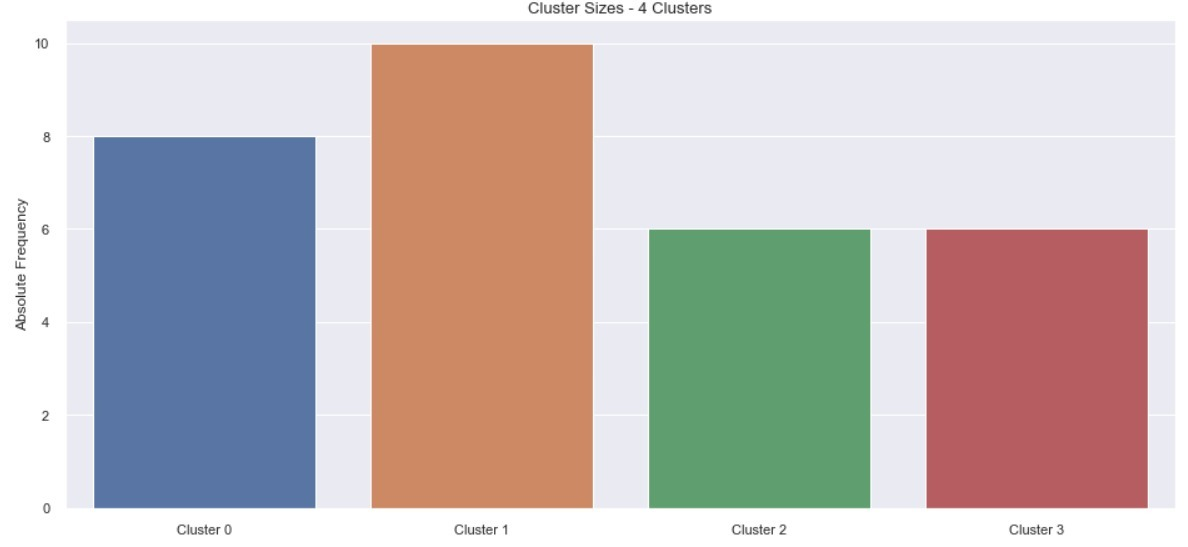 Cluster Sizes - 4 Clusters
Absolute Frequency
10
8
6
4
2
0
Cluster 0
Cluster 1
Cluster 2
Cluster 3